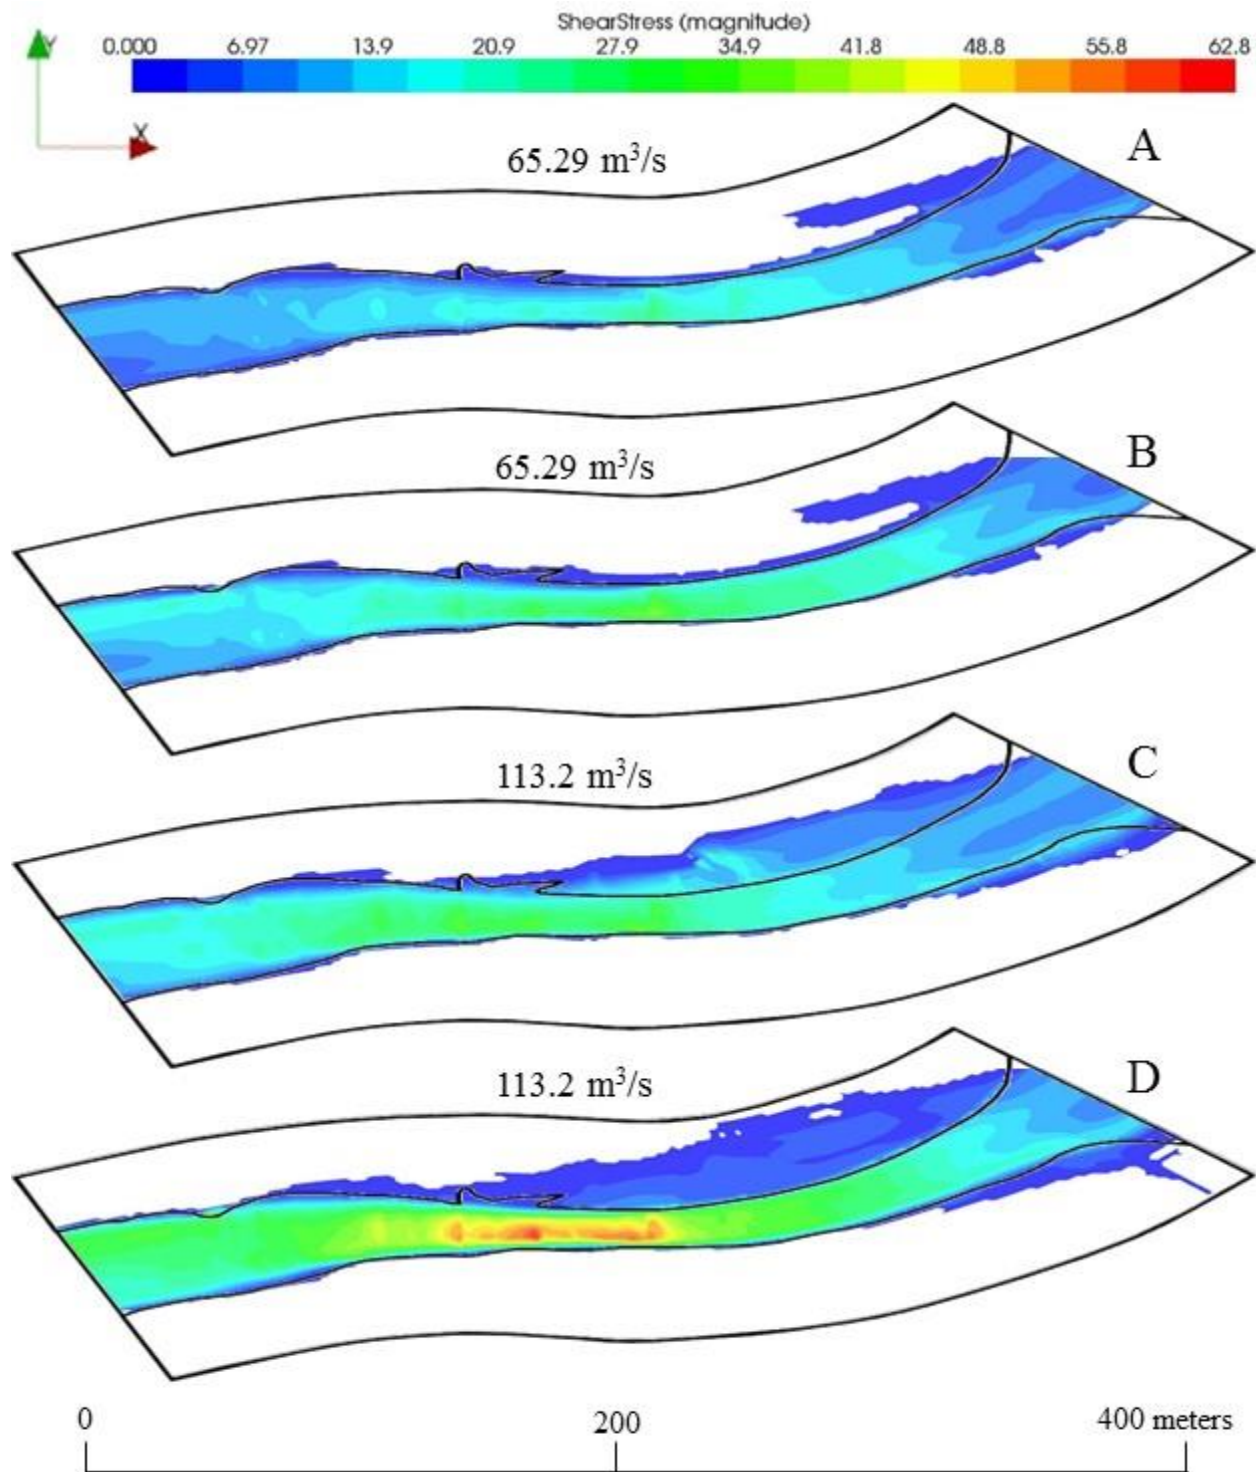 ShearStress (magnitude)
0.000 6.97 13.9 20.9 27.9 34.9 41.8 48.8 55.8 62.8
Y
X
65.29 m³/s
A
65.29 m³/s
B
113.2 m³/s
C
113.2 m³/s
D
0 200 400 meters